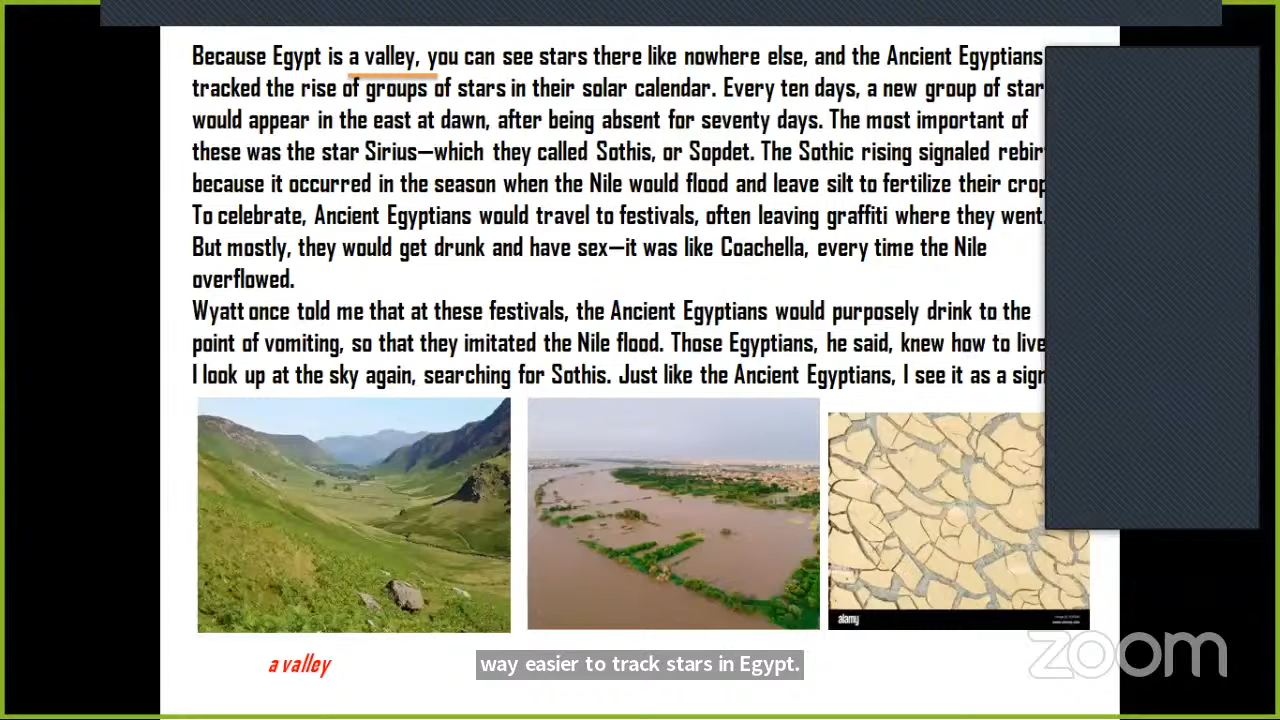 Because Egypt is a valley, you can see stars there like nowhere else, and the Ancient Egyptians
tracked the rise of groups of stars in their solar calendar. Every ten days, a new group of
would appear in the east at dawn, after being absent for seventy days. The most important of
these was the star Sirius—which they called Sothis, or Sopdet. The Sothic rising signaled
because it occurred in the season when the Nile would flood and leave silt to fertilize their
To celebrate, Ancient Egyptians would travel to festivals, often leaving graffiti where they went.
But mostly, they would get drunk and have sex—it was like Coachella, every time the Nile
overflowed.
Wyatt once told me that at these festivals, the Ancient Egyptians would purposely drink to the
point of vomiting, so that they imitated the Nile flood. Those Egyptians, he said, knew how to live
I look up at the sky again, searching for Sothis. Just like the Ancient Egyptians, I see it as a sign
alamy
a valley
way easier to track stars in Egypt.
zoom